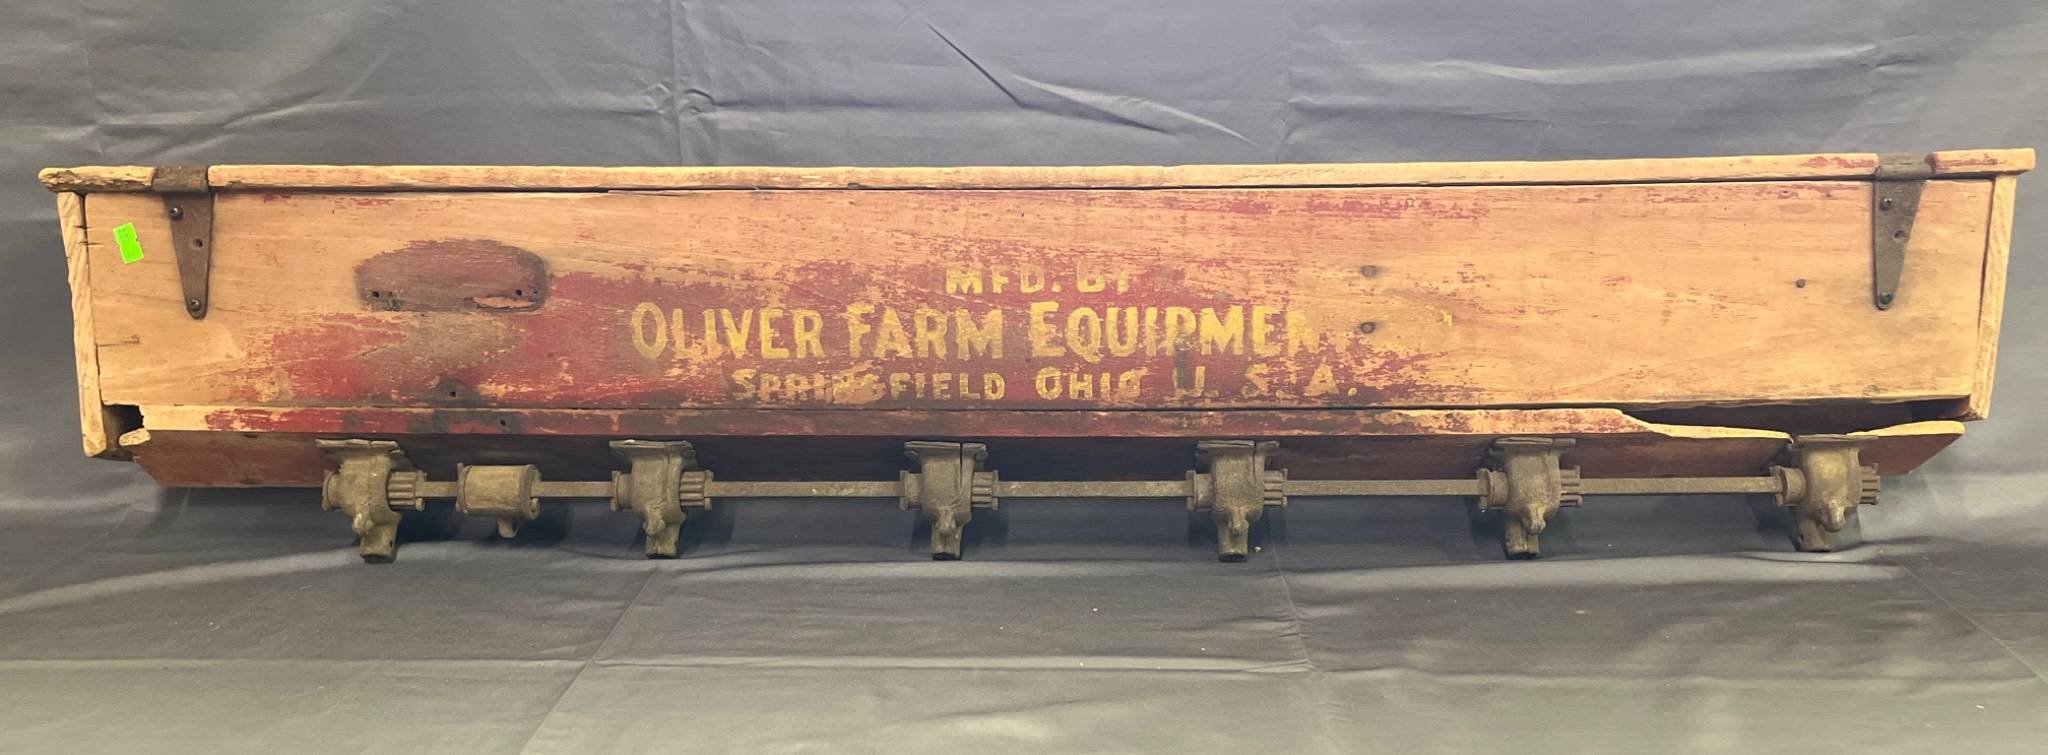 MFD. BY
OLIVER FARM EQUIPMEN
SPRINGFIELD OHIO U. S. A.